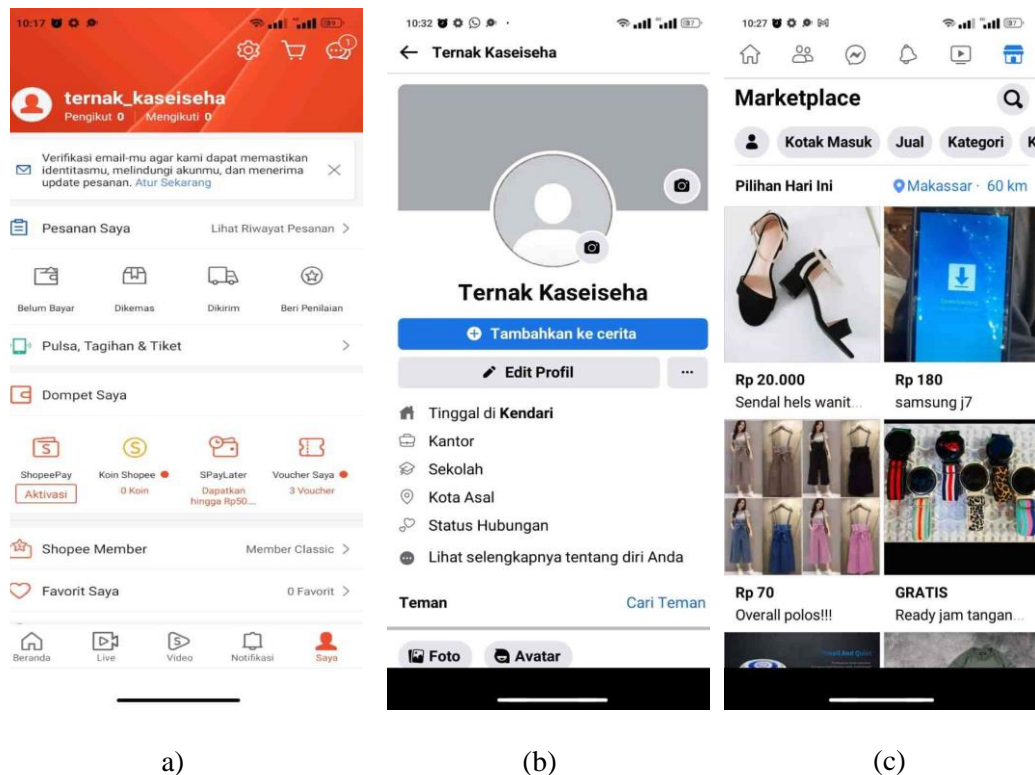 10:17
89
1
ternak_kaseiseha
Pengikut 0 Mengikuti 0
Verifikasi email-mu agar kami dapat memastikan
identitasmu, melindungi akunmu, dan menerima
update pesanan. Atur Sekarang
Pesanan Saya Lihat Riwayat Pesanan >
Belum Bayar Dikemas Dikirim Beri Penilaian
Pulsa, Tagihan & Tiket >
Dompet Saya
ShopeePay Koin Shopee SPayLater Voucher Saya
Aktivasi 0 Koin Dapatkan 3 Voucher
hingga Rp50....
Shopee Member Member Classic >
Favorit Saya 0 Favorit >
Beranda Live Video Notifikasi Saya
a)
10:32
87
Ternak Kaseiseha
Ternak Kaseiseha
Tambahkan ke cerita
Edit Profil ...
Tinggal di Kendari
Kantor
Sekolah
Kota Asal
Status Hubungan
Lihat selengkapnya tentang diri Anda
Teman Cari Teman
Foto Avatar
(b)
10:27
87
Marketplace
Kotak Masuk Jual Kategori K
Pilihan Hari Ini Makassar · 60 km
Rp 20.000 Rp 180
Sendal hels wanit... samsung j7
Rp 70 GRATIS
Overall polos!!! Ready jam tangan...
(c)